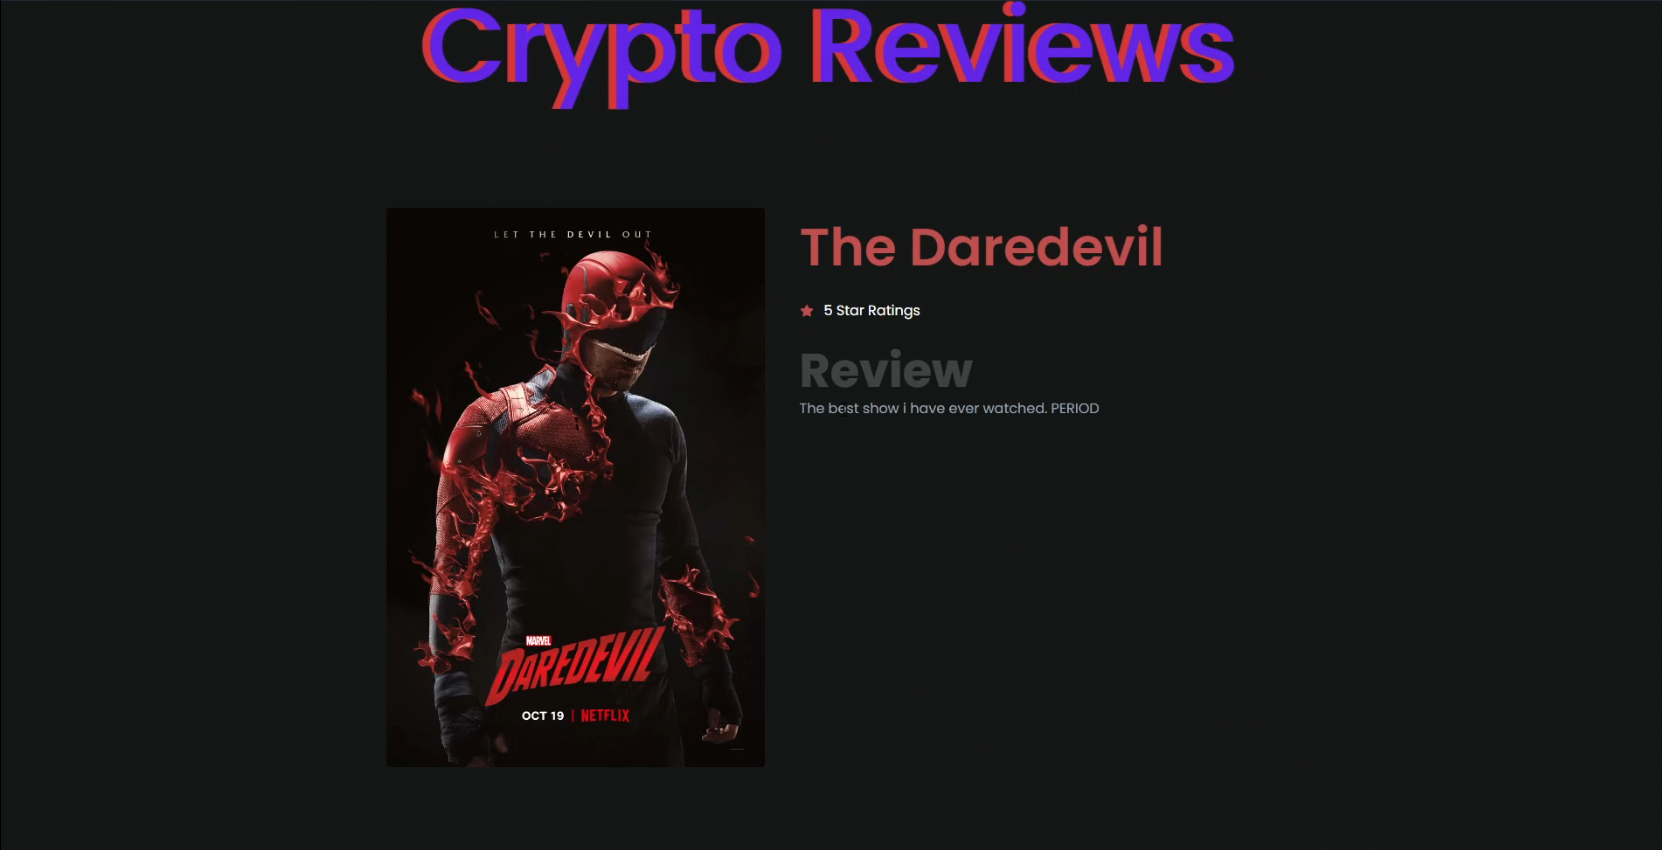 Crypto Reviews
LET THE DEVIL OUT
MARVEL
DAREDEVIL
OCT 19 | NETFLIX
The Daredevil
5 Star Ratings
Review
The best show i have ever watched. PERIOD